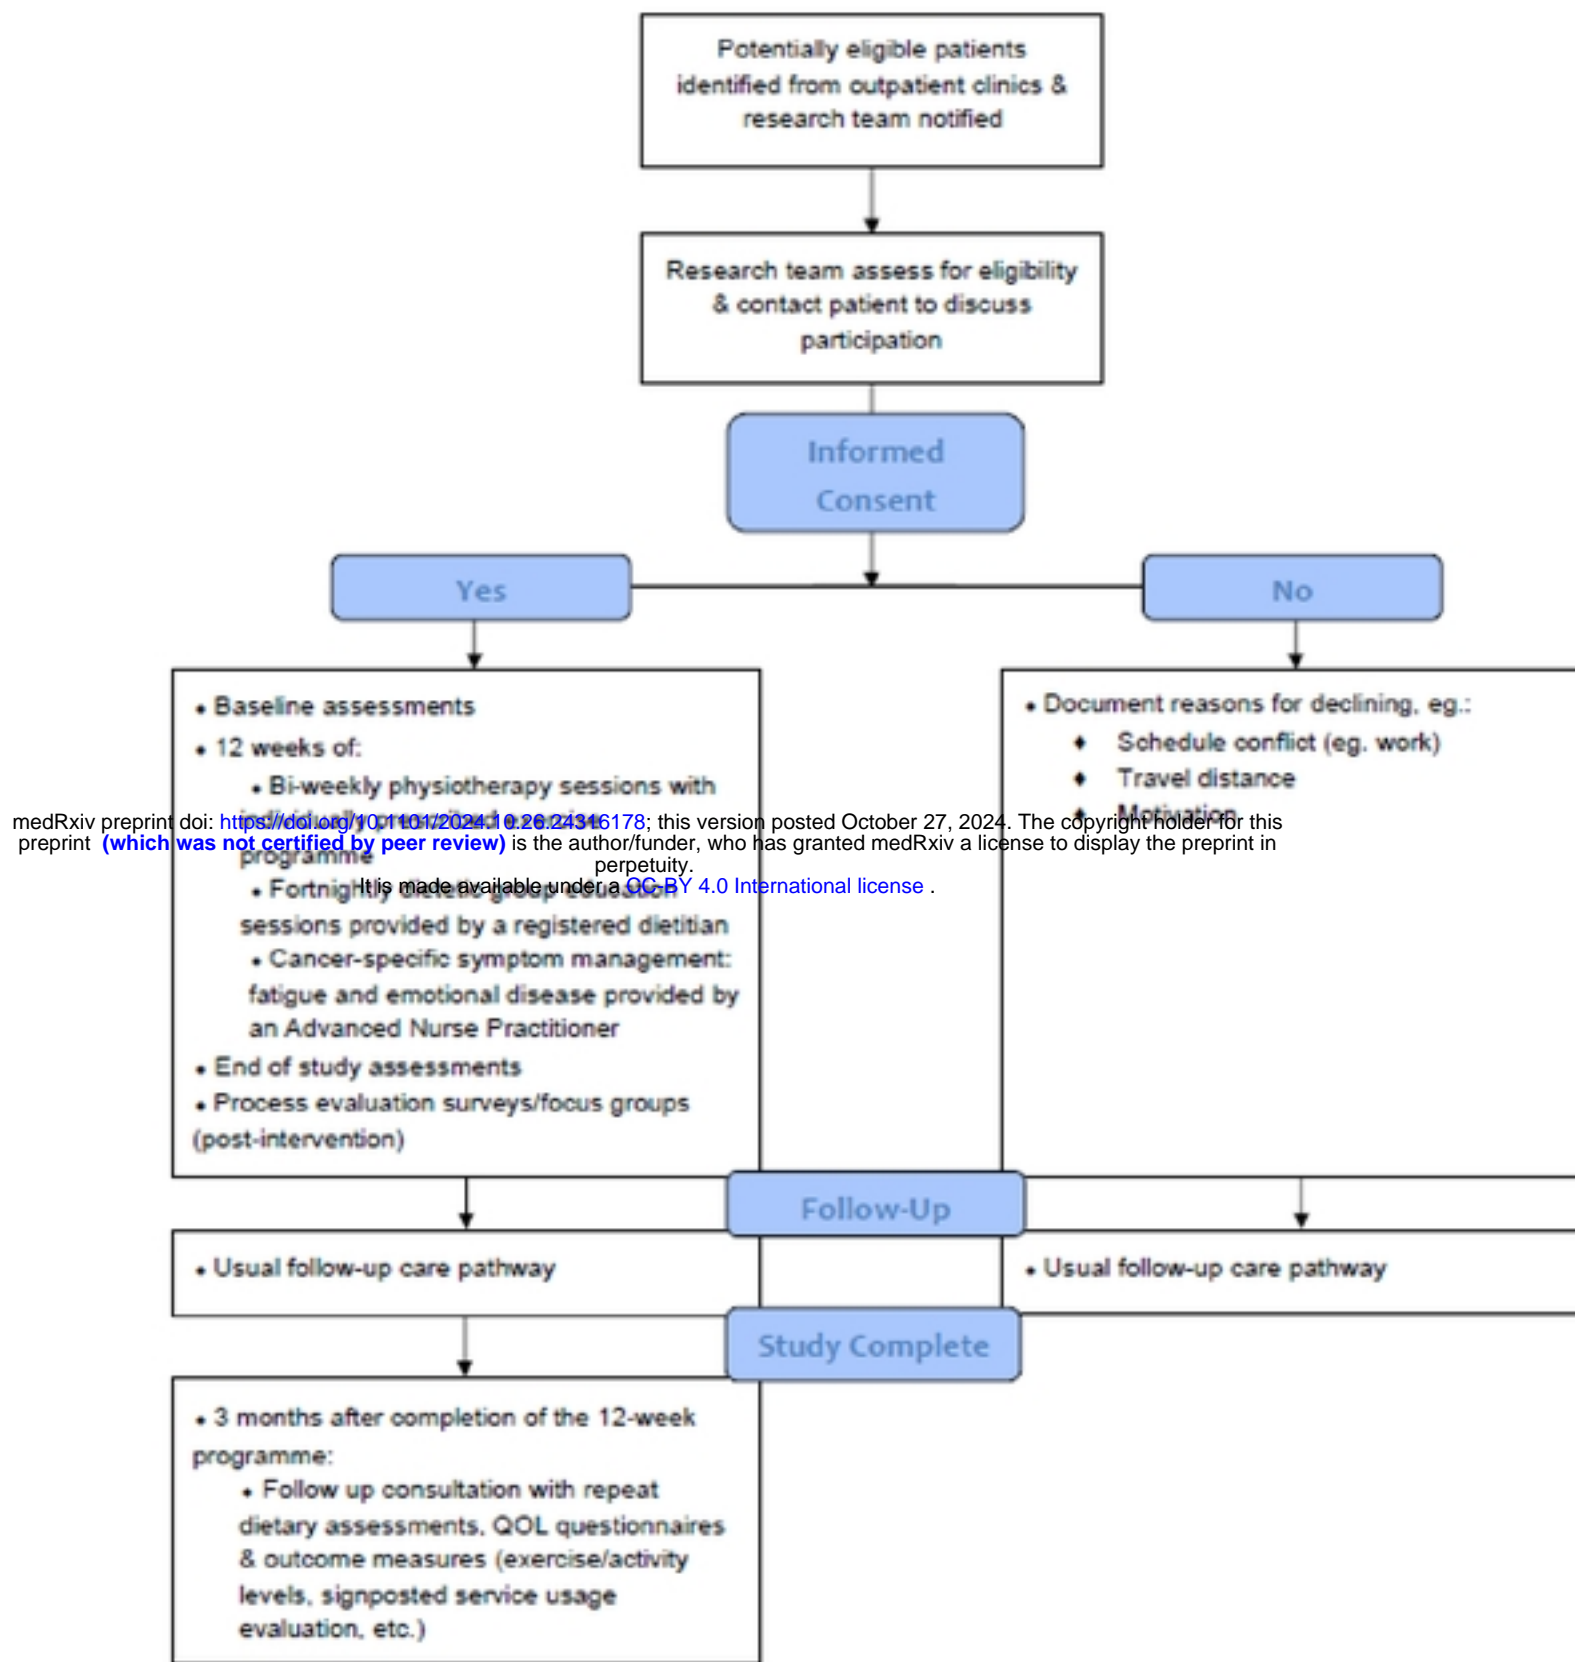 Potentially eligible patients
identified from outpatient clinics &
research team notified
Research team assess for eligibility
& contact patient to discuss
participation
Informed
Consent
Yes
No
• Baseline assessments
• 12 weeks of:
• Bi-weekly physiotherapy sessions with
individually prescribed exercise
programme
• Fortnightly dietetic group education
sessions provided by a registered dietitian
• Cancer-specific symptom management:
fatigue and emotional disease provided by
an Advanced Nurse Practitioner
• End of study assessments
• Process evaluation surveys/focus groups
(post-intervention)
• Document reasons for declining, eg.:
♦ Schedule conflict (eg. work)
♦ Travel distance
♦ Motivation
medRxiv preprint doi: https://doi.org/10.1101/2024.10.26.24316178; this version posted October 27, 2024. The copyright holder for this
preprint (which was not certified by peer review) is the author/funder, who has granted medRxiv a license to display the preprint in
perpetuity.
It is made available under a CC-BY 4.0 International license .
Follow-Up
• Usual follow-up care pathway
• Usual follow-up care pathway
Study Complete
• 3 months after completion of the 12-week
programme:
• Follow up consultation with repeat
dietary assessments, QOL questionnaires
& outcome measures (exercise/activity
levels, signposted service usage
evaluation, etc.)